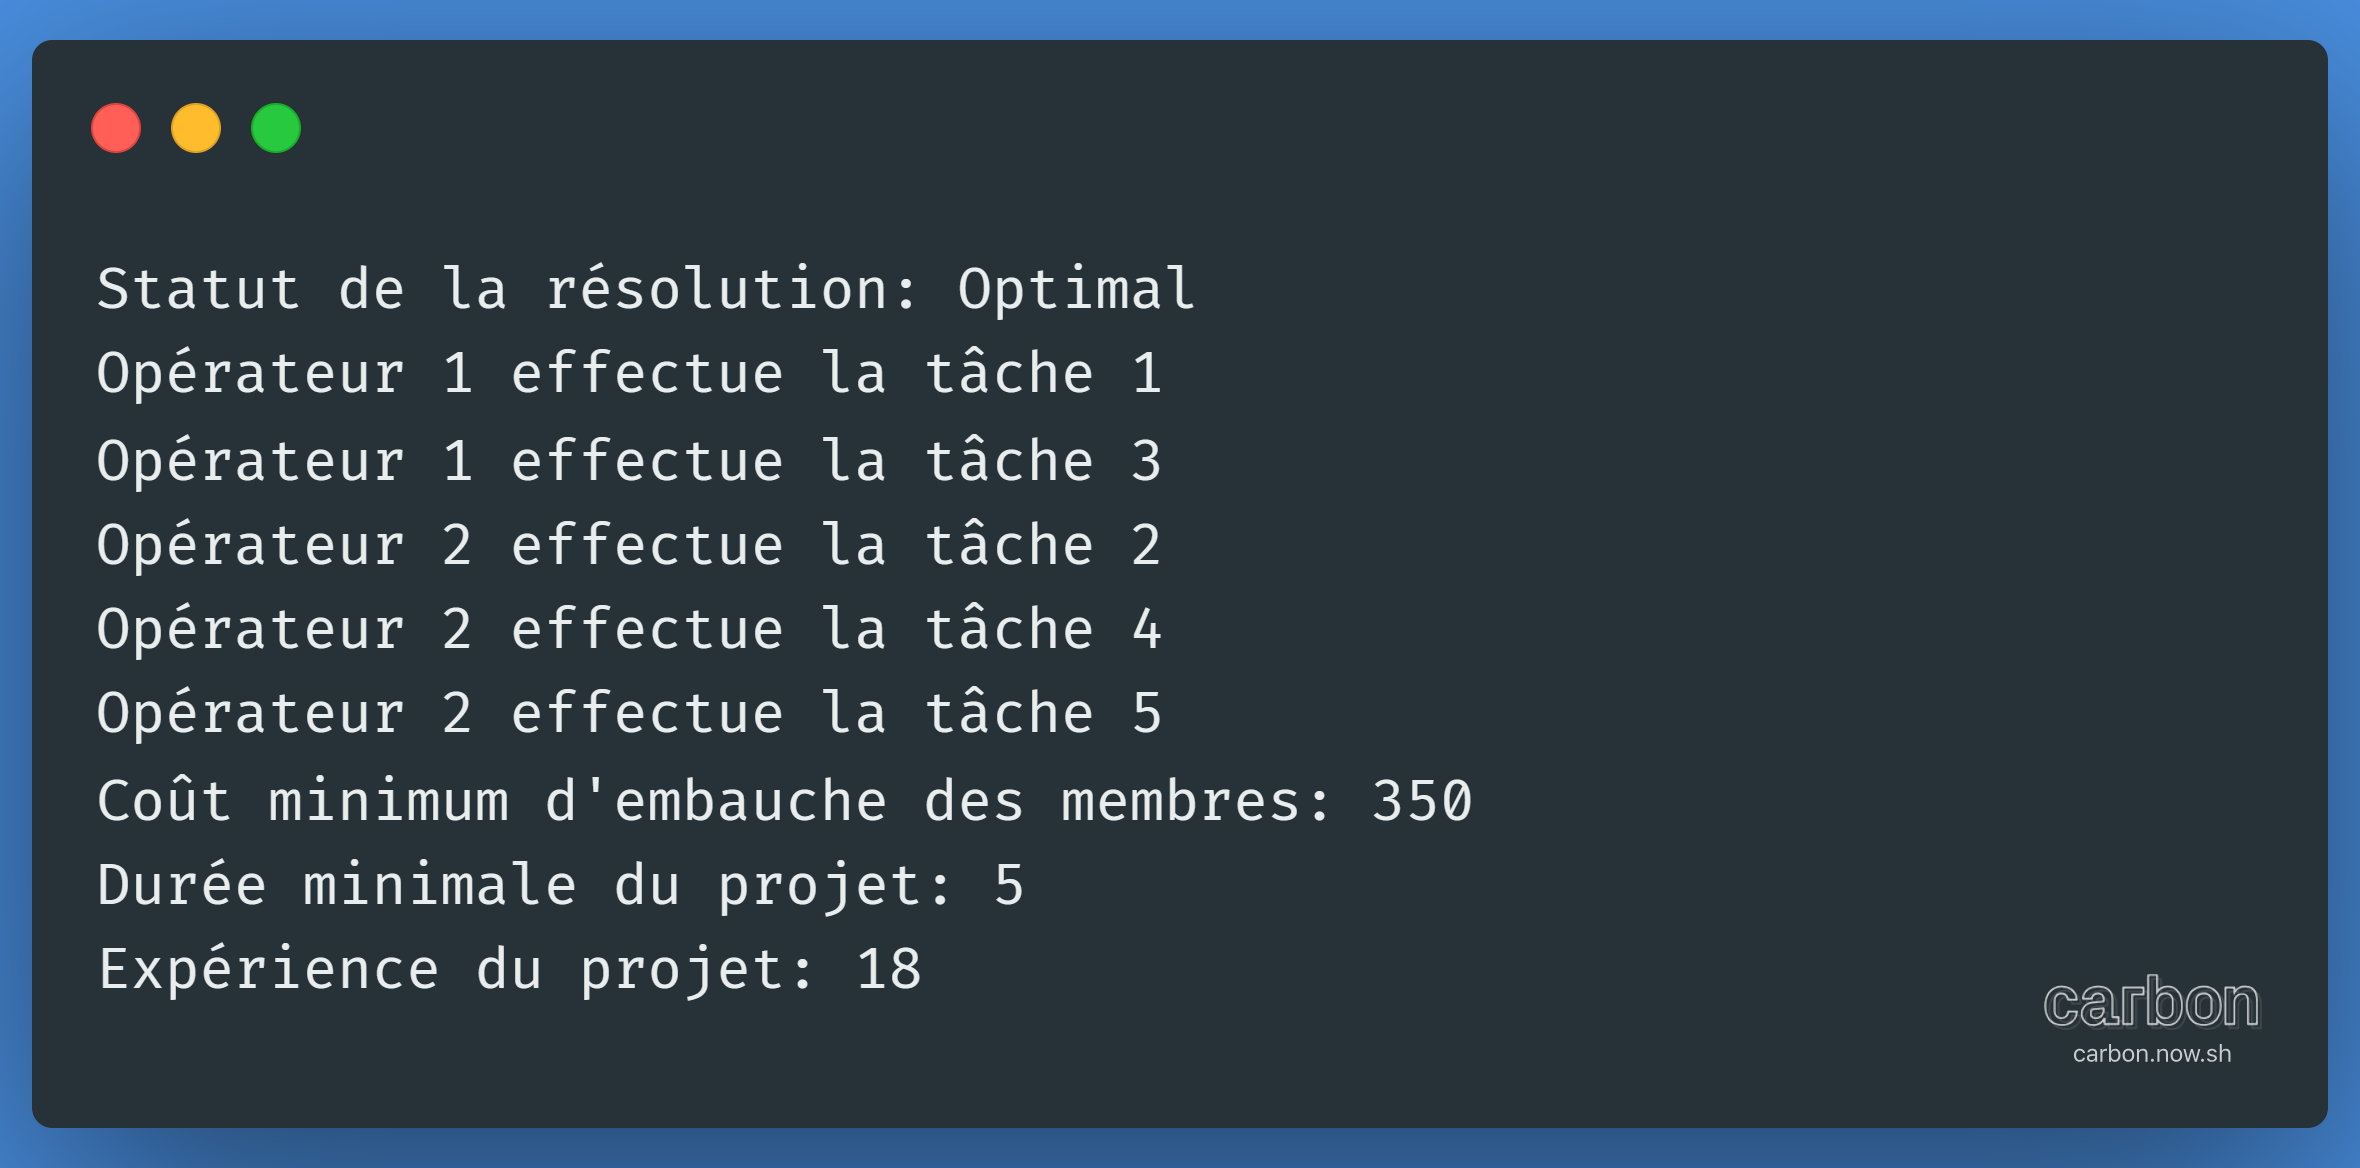 Statut de la résolution: Optimal
Opérateur 1 effectue la tâche 1
Opérateur 1 effectue la tâche 3
Opérateur 2 effectue la tâche 2
Opérateur 2 effectue la tâche 4
Opérateur 2 effectue la tâche 5
Coût minimum d'embauche des membres: 350
Durée minimale du projet: 5
Expérience du projet: 18
carbon
carbon.now.sh